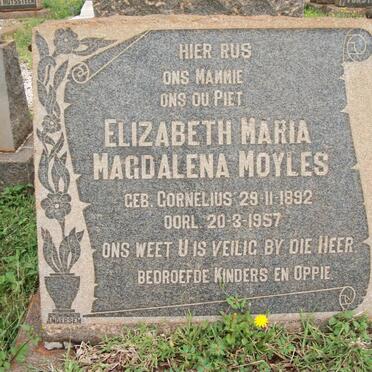 HIER RUS
ONS MAMMIE
ONS OU PIET
ELIZABETH MARIA
MAGDALENA MOYLES
GEB. CORNELIUS 29-11-1892
OORL. 20-3-1957
ONS WEET U IS VEILIG BY DIE HEER.
BEDROEFDE KINDERS EN OPPIE.